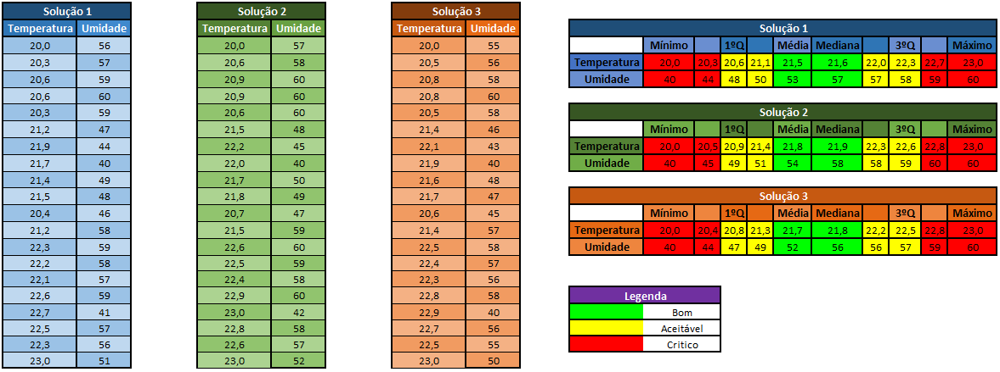 Solução 1
Temperatura Umidade
20,0 56
20,3 57
20,6 59
20,6 60
20,3 59
21,2 47
21,9 44
21,7 40
21,4 49
21,5 48
20,4 46
21,2 58
22,3 59
22,2 58
22,1 57
22,6 59
22,7 41
22,5 57
22,3 56
23,0 51
Solução 2
Temperatura Umidade
20,0 57
20,6 58
20,9 60
20,9 60
20,6 60
21,5 48
22,2 45
22,0 40
21,7 50
21,8 49
20,7 47
21,5 59
22,6 60
22,5 59
22,4 58
22,9 60
23,0 42
22,8 58
22,6 57
23,0 52
Solução 3
Temperatura Umidade
20,0 55
20,5 56
20,8 58
20,8 60
20,5 58
21,4 46
22,1 43
21,9 40
21,6 48
21,7 47
20,6 45
21,4 57
22,5 58
22,4 57
22,3 56
22,8 58
22,9 40
22,7 56
22,5 55
23,0 50
Solução 1
Mínimo 1ºQ Média Mediana 3ºQ Máximo
Temperatura 20,0 20,3 20,6 21,1 21,5 21,6 22,0 22,3 22,7 23,0
Umidade 40 44 48 50 53 57 57 58 59 60
Solução 2
Mínimo 1ºQ Média Mediana 3ºQ Máximo
Temperatura 20,0 20,5 20,9 21,4 21,8 21,9 22,3 22,6 22,8 23,0
Umidade 40 45 49 51 54 58 58 59 60 60
Solução 3
Mínimo 1ºQ Média Mediana 3ºQ Máximo
Temperatura 20,0 20,4 20,8 21,3 21,7 21,8 22,2 22,5 22,8 23,0
Umidade 40 44 47 49 52 56 56 57 59 60
Legenda
Bom
Aceitável
Critico